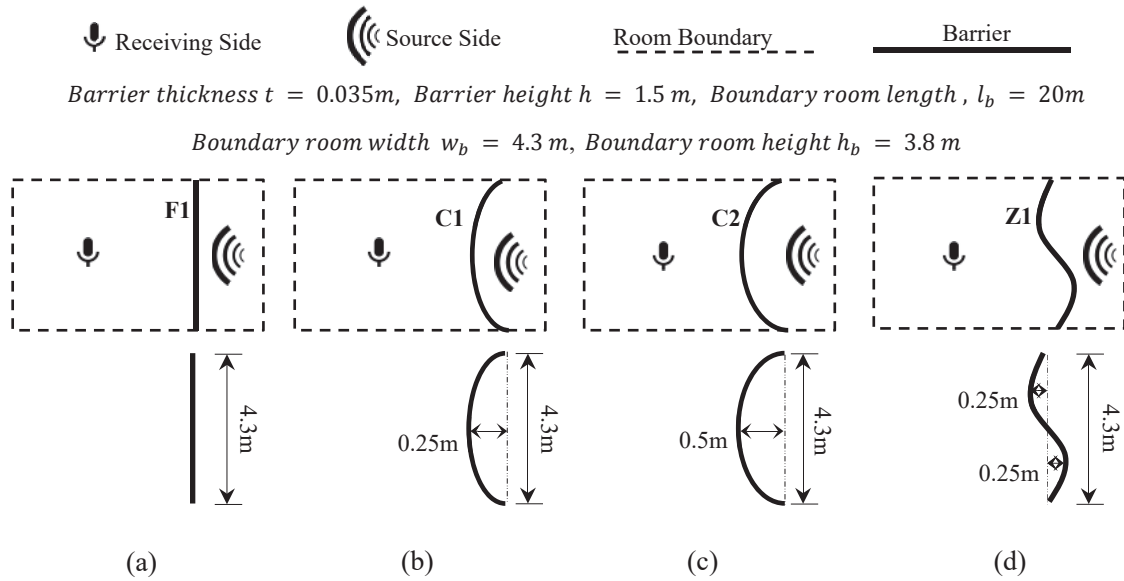 Receiving Side Source Side Room Boundary Barrier
Barrier thickness t = 0.035m, Barrier height h = 1.5 m, Boundary room length , l_b = 20m
Boundary room width w_b = 4.3 m, Boundary room height h_b = 3.8 m
F1 C1 C2 Z1
4.3m 0.25m 4.3m 0.5m 4.3m 0.25m 0.25m 4.3m
(a) (b) (c) (d)